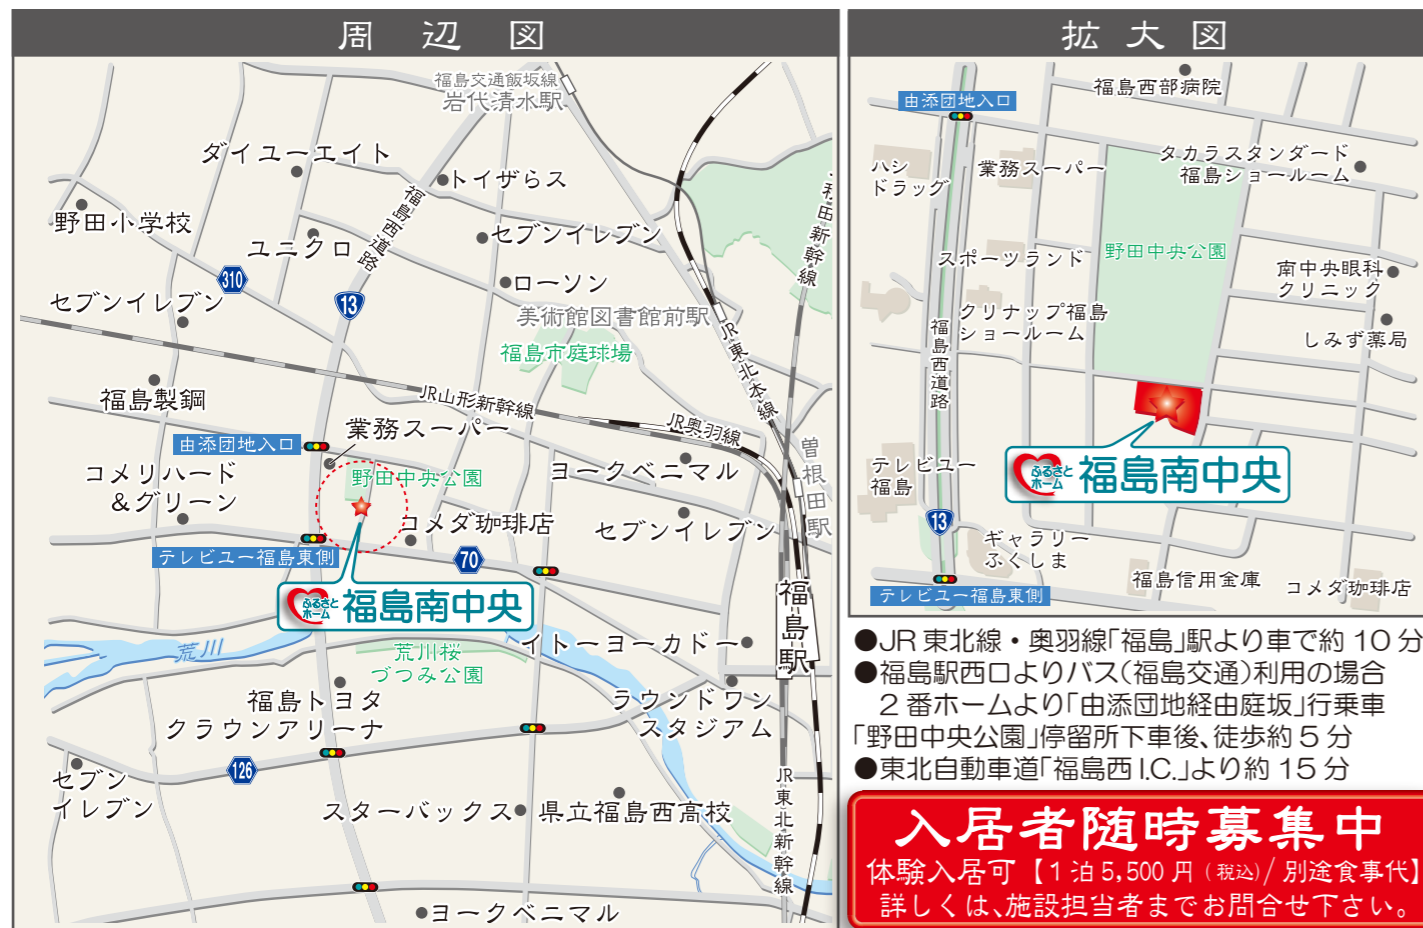 周辺図
福島交通飯坂線
岩代清水駅
ダイユーエイト
トイザらス
福島西道路
野田小学校
ユニクロ
セブンイレブン
310
13
ローソン
セブンイレブン
美術館図書館前駅
福島市庭球場
JR東北本線
田新幹線
福島製鋼
JR山形新幹線
JR奥羽線
由添団地入口
業務スーパー
コメリハード
&グリーン
野田中央公園
ヨークベニマル
曽根田駅
コメダ珈琲店
セブンイレブン
テレビユー福島東側
70
ふるさと
ホーム
福島南中央
福島駅
荒川
荒川桜
づつみ公園
イトーヨーカドー
福島トヨタ
クラウンアリーナ
ラウンドワン
スタジアム
セブン
イレブン
126
スターバックス
県立福島西高校
JR東北新幹線
ヨークベニマル
拡大図
福島西部病院
由添団地入口
ハシ
ドラッグ
業務スーパー
タカラスタンダード
福島ショールーム
スポーツランド
野田中央公園
南中央眼科
クリニック
クリナップ福島
ショールーム
しみず薬局
福島西道路
ふるさと
ホーム
福島南中央
テレビユー
福島
13
ギャラリー
ふくしま
福島信用金庫
コメダ珈琲店
テレビユー福島東側
●JR東北線・奥羽線「福島」駅より車で約10分
●福島駅西口よりバス(福島交通)利用の場合
2番ホームより「由添団地経由庭坂」行乗車
「野田中央公園」停留所下車後、徒歩約5分
●東北自動車道「福島西I.C.」より約15分
入居者随時募集中
体験入居可【1泊5,500円(税込)/別途食事代】
詳しくは、施設担当者までお問合せ下さい。